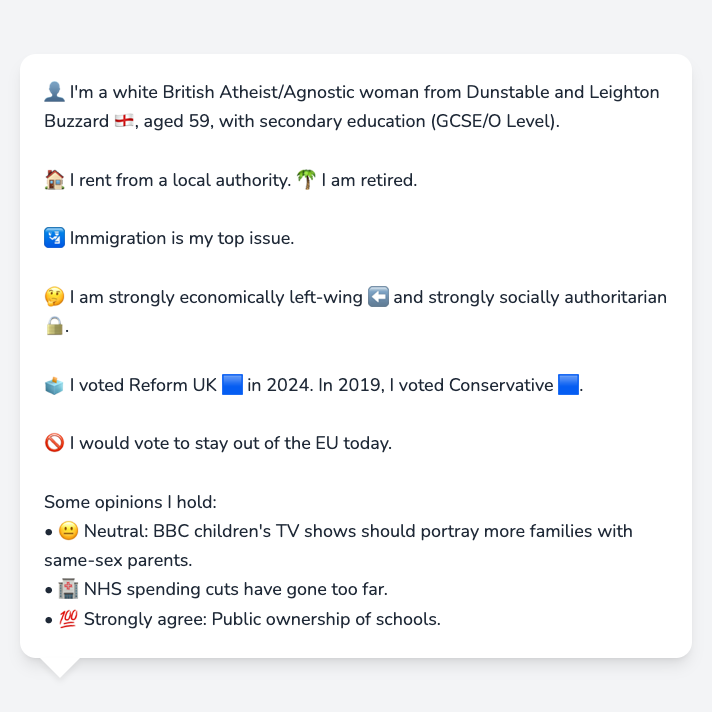 👤 I'm a white British Atheist/Agnostic woman from Dunstable and Leighton
Buzzard 🏴󠁧󠁢󠁥󠁮󠁧󠁿, aged 59, with secondary education (GCSE/O Level).
🏠 I rent from a local authority. 🌴 I am retired.
🛂 Immigration is my top issue.
🤔 I am strongly economically left-wing ⬅️ and strongly socially authoritarian
🔒.
🗳️ I voted Reform UK 🟦 in 2024. In 2019, I voted Conservative 🟦.
🚫 I would vote to stay out of the EU today.
Some opinions I hold:
• 😐 Neutral: BBC children's TV shows should portray more families with
same-sex parents.
• 🏥 NHS spending cuts have gone too far.
• 💯 Strongly agree: Public ownership of schools.